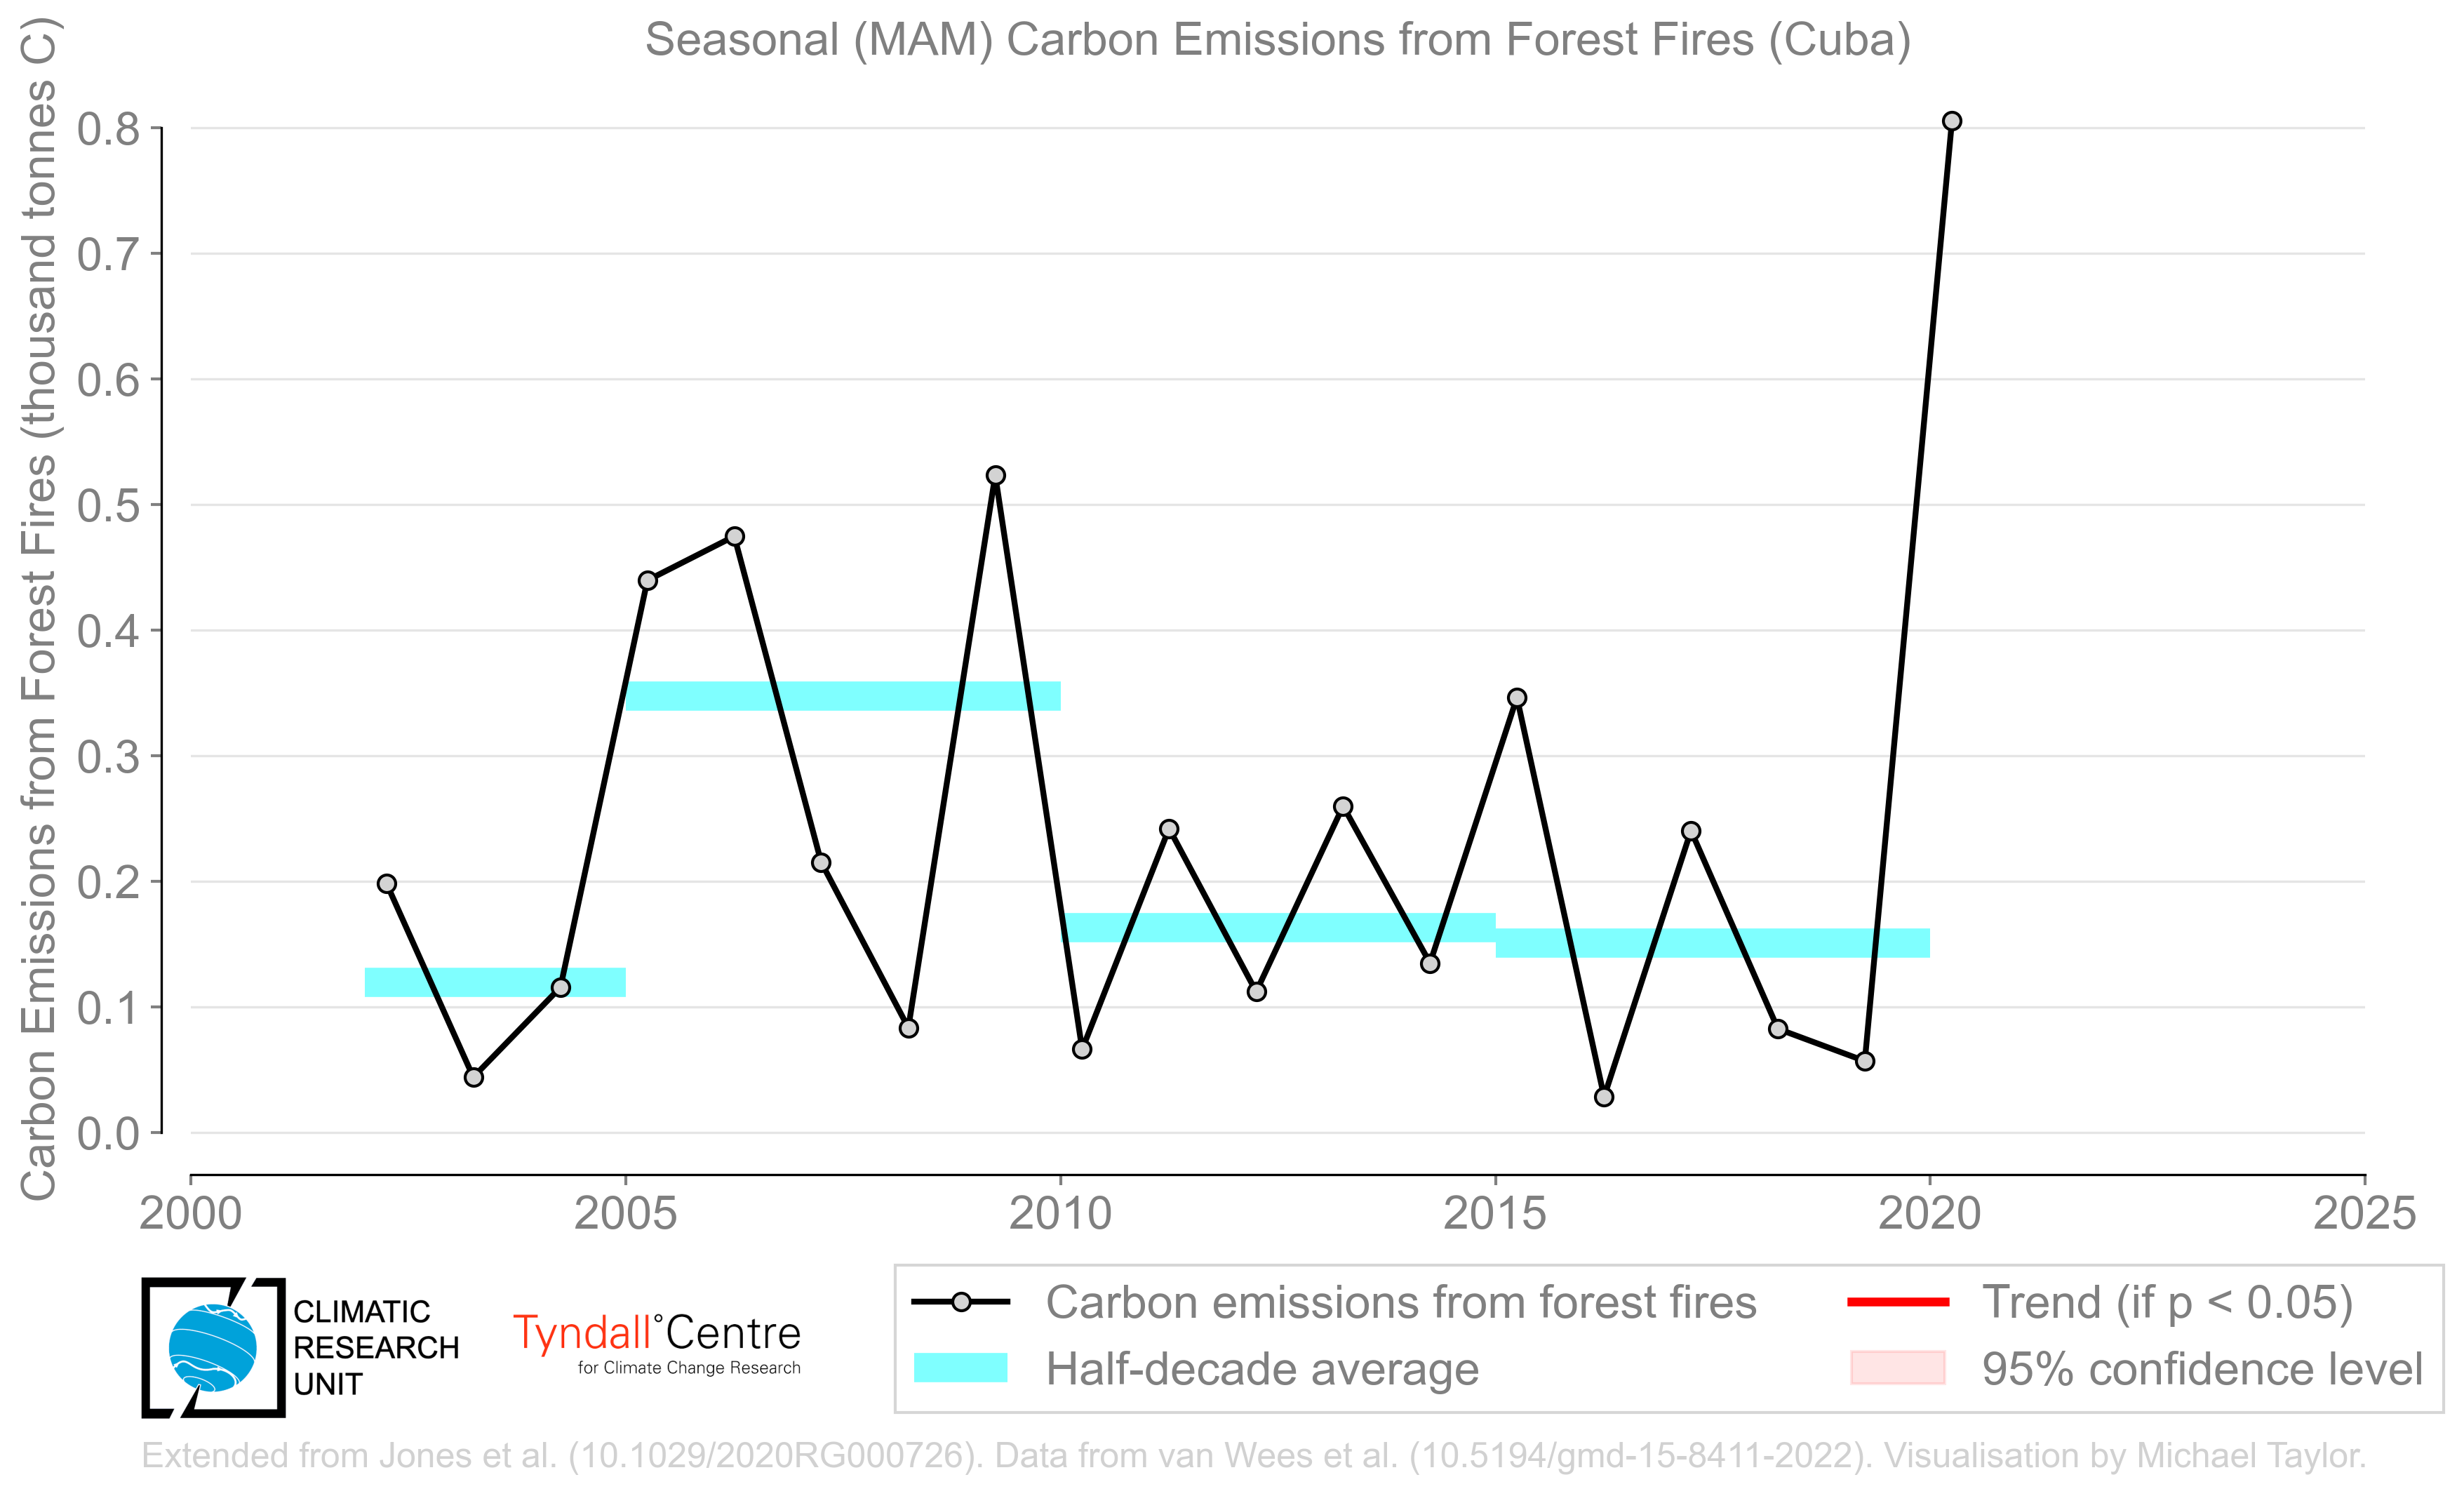 Seasonal (MAM) Carbon Emissions from Forest Fires (Cuba)
Carbon Emissions from Forest Fires (thousand tonnes C)
0.8
0.7
0.6
0.5
0.4
0.3
0.2
0.1
0.0
2000 2005 2010 2015 2020 2025
Carbon emissions from forest fires
Half-decade average
Trend (if p < 0.05)
95% confidence level
CLIMATIC
RESEARCH
UNIT
Tyndall°Centre
for Climate Change Research
Extended from Jones et al. (10.1029/2020RG000726). Data from van Wees et al. (10.5194/gmd-15-8411-2022). Visualisation by Michael Taylor.